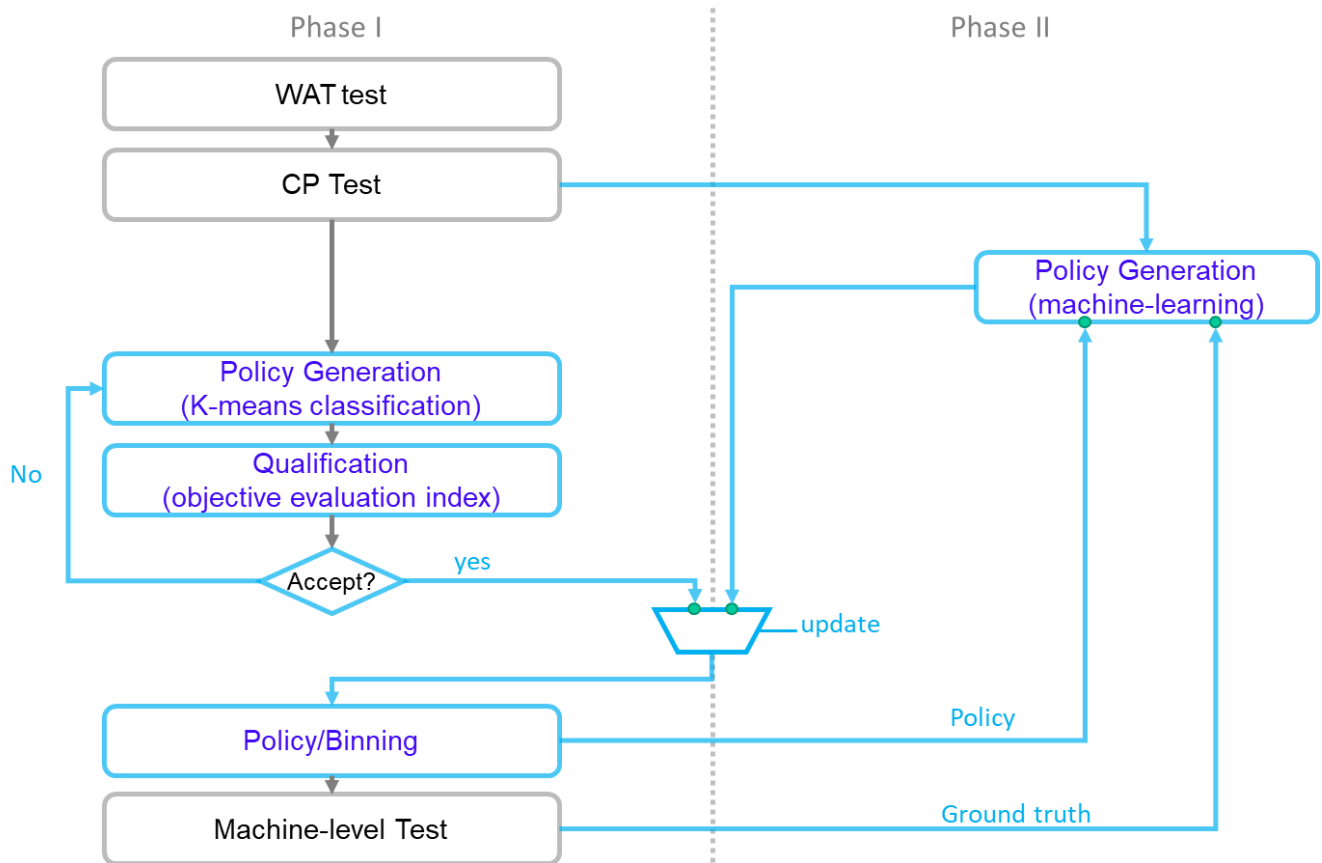 Phase I
Phase II
WAT test
CP Test
Policy Generation
(machine-learning)
Policy Generation
(K-means classification)
Qualification
(objective evaluation index)
No
Accept?
yes
update
Policy/Binning
Policy
Machine-level Test
Ground truth